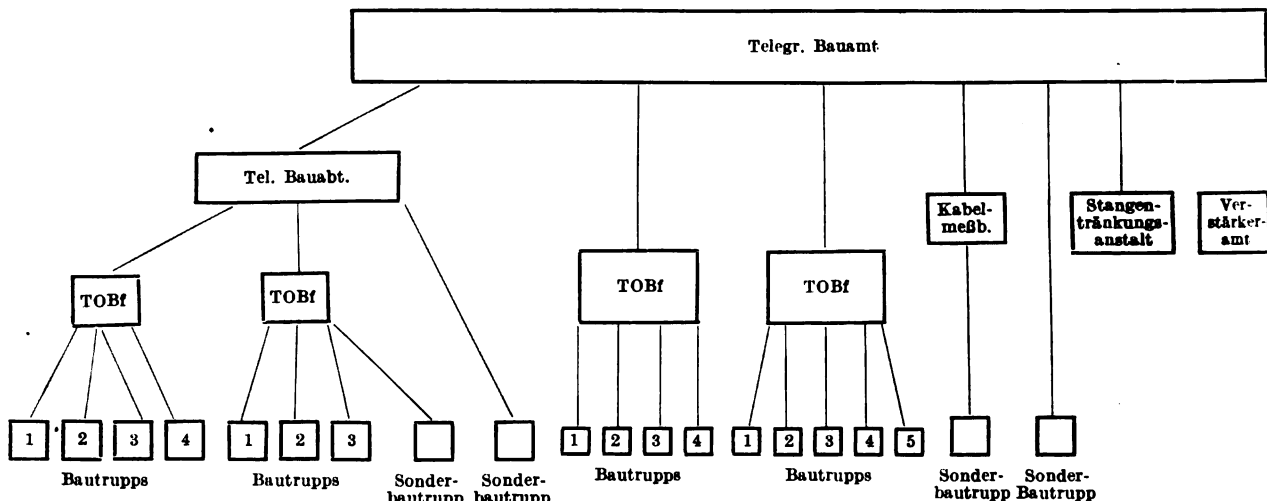 Telegr. Bauamt
Tel. Bauabt.
Kabel-
meßb.
Stangen-
tränkungs-
anstalt
Ver-
stärker-
amt
TOBf
TOBf
TOBf
TOBf
1 2 3 4
1 2 3
1 2 3 4
1 2 3 4 5
Bautrupps
Bautrupps
Sonder-
bautrupp
Sonder-
bautrupp
Bautrupps
Bautrupps
Sonder-
bautrupp
Sonder-
Bautrupp